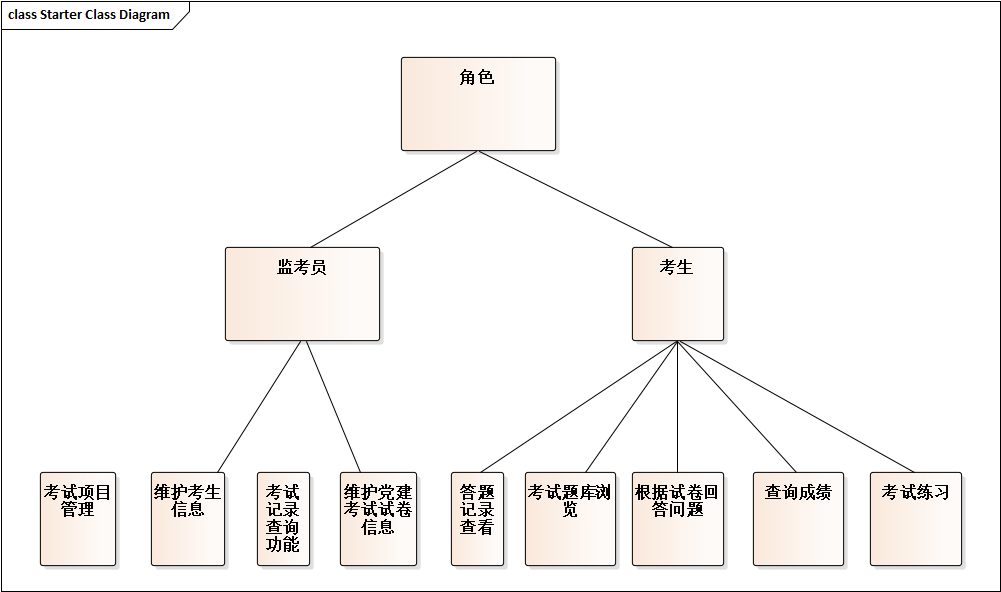 class Starter Class Diagram
角色
监考员
考生
考试项目
管理
维护考生
信息
考试
记录
查询
功能
维护党建
考试试卷
信息
答题
记录
查看
考试题库浏
览
根据试卷回
答问题
查询成绩
考试练习